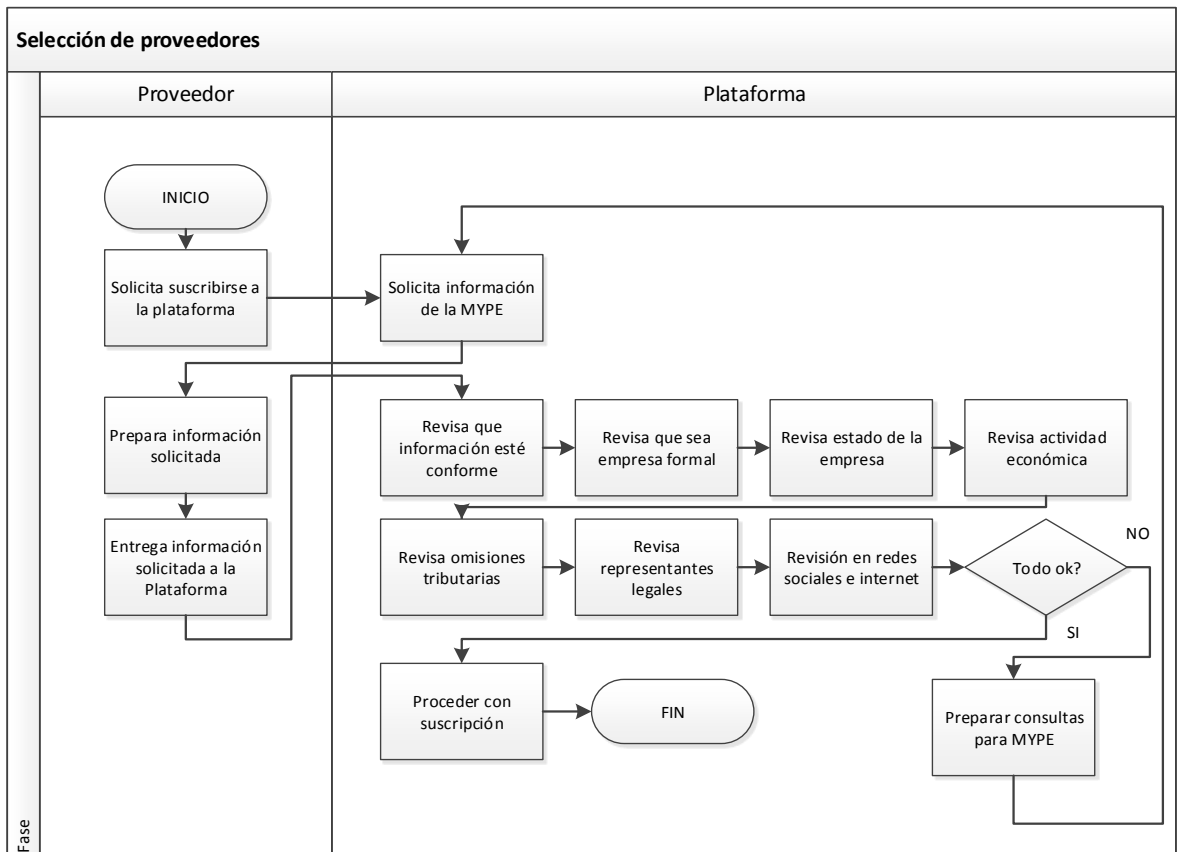 Selección de proveedores
Proveedor
Plataforma
INICIO
Solicita suscribirse a
la plataforma
Solicita información
de la MYPE
Prepara información
solicitada
Revisa que
información esté
conforme
Revisa que sea
empresa formal
Revisa estado de la
empresa
Revisa actividad
económica
Entrega información
solicitada a la
Plataforma
Revisa omisiones
tributarias
Revisa
representantes
legales
Revisión en redes
sociales e internet
Todo ok?
NO
SI
Proceder con
suscripción
FIN
Preparar consultas
para MYPE
Fase